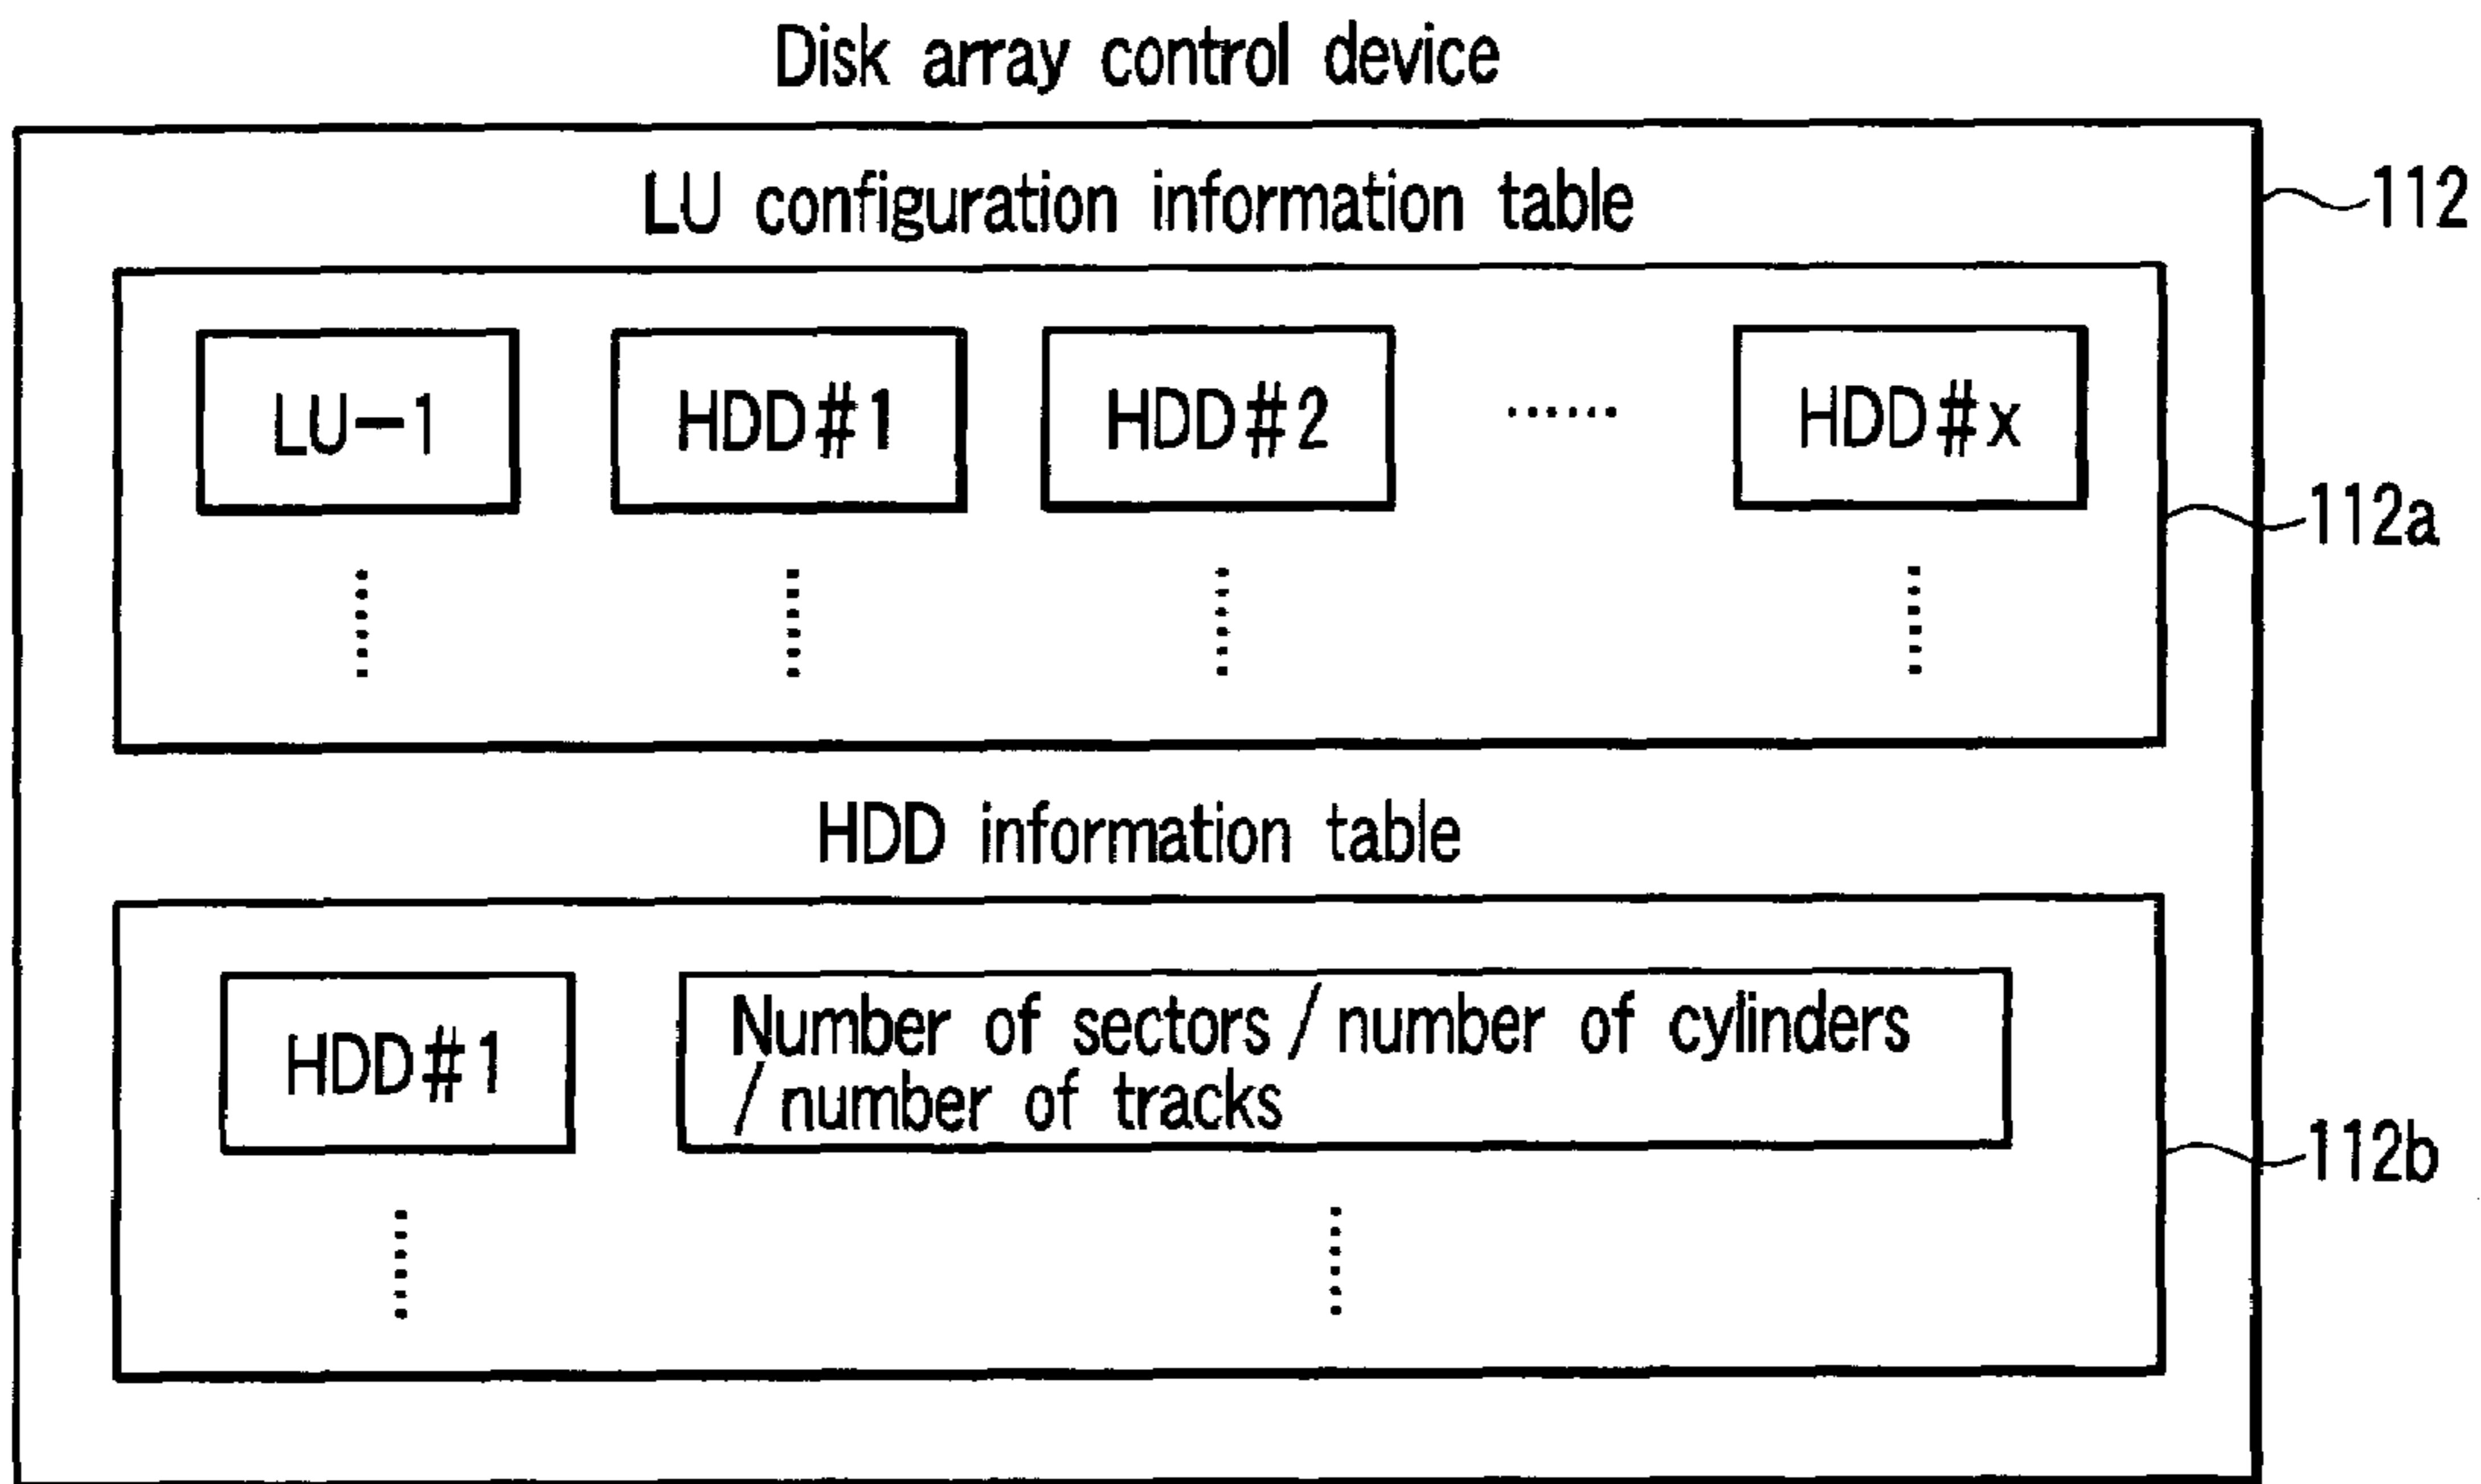 Disk array control device
LU configuration information table
112
LU-1 HDD#1 HDD#2 ...... HDD#x
112a
HDD information table
HDD#1
Number of sectors/number of cylinders
/number of tracks
112b